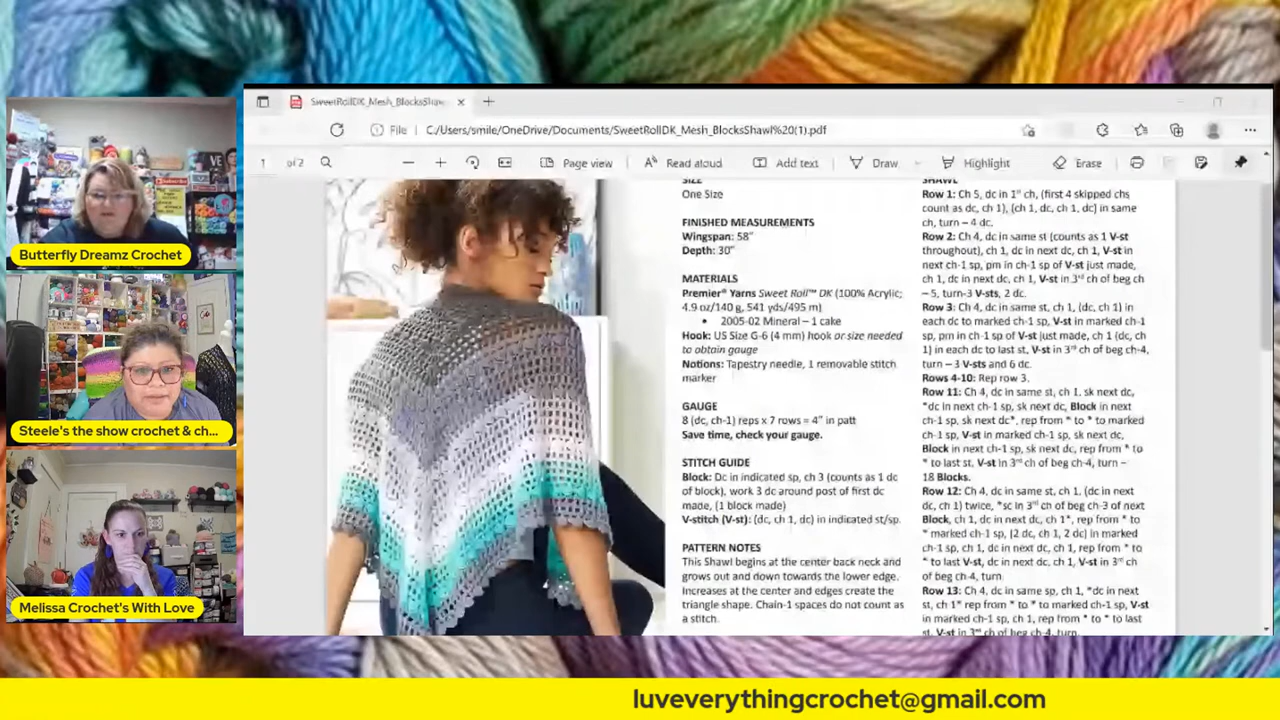 SweetRollDK_Mesh_BlocksShaw
File
C:/Users/smile/OneDrive/Documents/SweetRollDK_Mesh_BlocksShawl%20(1).pdf
1 of 2
Page view
Read aloud
Add text
Draw
Highlight
Erase
Butterfly Dreamz Crochet
Steele's the show crochet & ch...
Melissa Crochet's With Love
SIZE
One Size
FINISHED MEASUREMENTS
Wingspan: 58"
Depth: 30"
MATERIALS
Premier® Yarns Sweet Roll™ DK (100% Acrylic;
4.9 oz/140 g, 541 yds/495 m)
• 2005-02 Mineral – 1 cake
Hook: US Size G-6 (4 mm) hook or size needed
to obtain gauge
Notions: Tapestry needle, 1 removable stitch
marker
GAUGE
8 (dc, ch-1) reps x 7 rows = 4" in patt
Save time, check your gauge.
STITCH GUIDE
Block: Dc in indicated sp, ch 3 (counts as 1 dc
of block), work 3 dc around post of first dc
made, (1 block made)
V-stitch (V-st): (dc, ch 1, dc) in indicated st/sp.
PATTERN NOTES
This Shawl begins at the center back neck and
grows out and down towards the lower edge.
Increases at the center and edges create the
triangle shape. Chain-1 spaces do not count as
a stitch.
SHAWL
Row 1: Ch 5, dc in 1st ch, (first 4 skipped chs
count as dc, ch 1), (ch 1, dc, ch 1, dc) in same
ch, turn – 4 dc.
Row 2: Ch 4, dc in same st (counts as 1 V-st
throughout), ch 1, dc in next dc, ch 1, V-st in
next ch-1 sp, pm in ch-1 sp of V-st just made,
ch 1, dc in next dc, ch 1, V-st in 3rd ch of beg ch
– 5, turn-3 V-sts, 2 dc.
Row 3: Ch 4, dc in same st, ch 1, (dc, ch 1) in
each dc to marked ch-1 sp, V-st in marked ch-1
sp, pm in ch-1 sp of V-st just made, ch 1 (dc, ch
1) in each dc to last st, V-st in 3rd ch of beg ch-4,
turn – 3 V-sts and 6 dc.
Rows 4-10: Rep row 3.
Row 11: Ch 4, dc in same st, ch 1, sk next dc,
*dc in next ch-1 sp, sk next dc, Block in next
ch-1 sp, sk next dc*, rep from * to * to marked
ch-1 sp, V-st in marked ch-1 sp, sk next dc,
Block in next ch-1 sp, sk next dc, rep from * to
* to last st, V-st in 3rd ch of beg ch-4, turn –
18 Blocks.
Row 12: Ch 4, dc in same st, ch 1, (dc in next
dc, ch 1) twice, *sc in 3rd ch of beg ch-3 of next
Block, ch 1, dc in next dc, ch 1*, rep from * to
* marked ch-1 sp, (2 dc, ch 1, 2 dc) in marked
ch-1 sp, ch 1, dc in next dc, ch 1, rep from * to
* to last V-st, dc in next dc, ch 1, V-st in 3rd ch
of beg ch-4, turn.
Row 13: Ch 4, dc in same sp, ch 1, *dc in next
st, ch 1* rep from * to * to marked ch-1 sp, V-st
in marked ch-1 sp, ch 1, rep from * to * to last
st, V-st in 3rd ch of beg ch-4, turn.
luveverythingcrochet@gmail.com